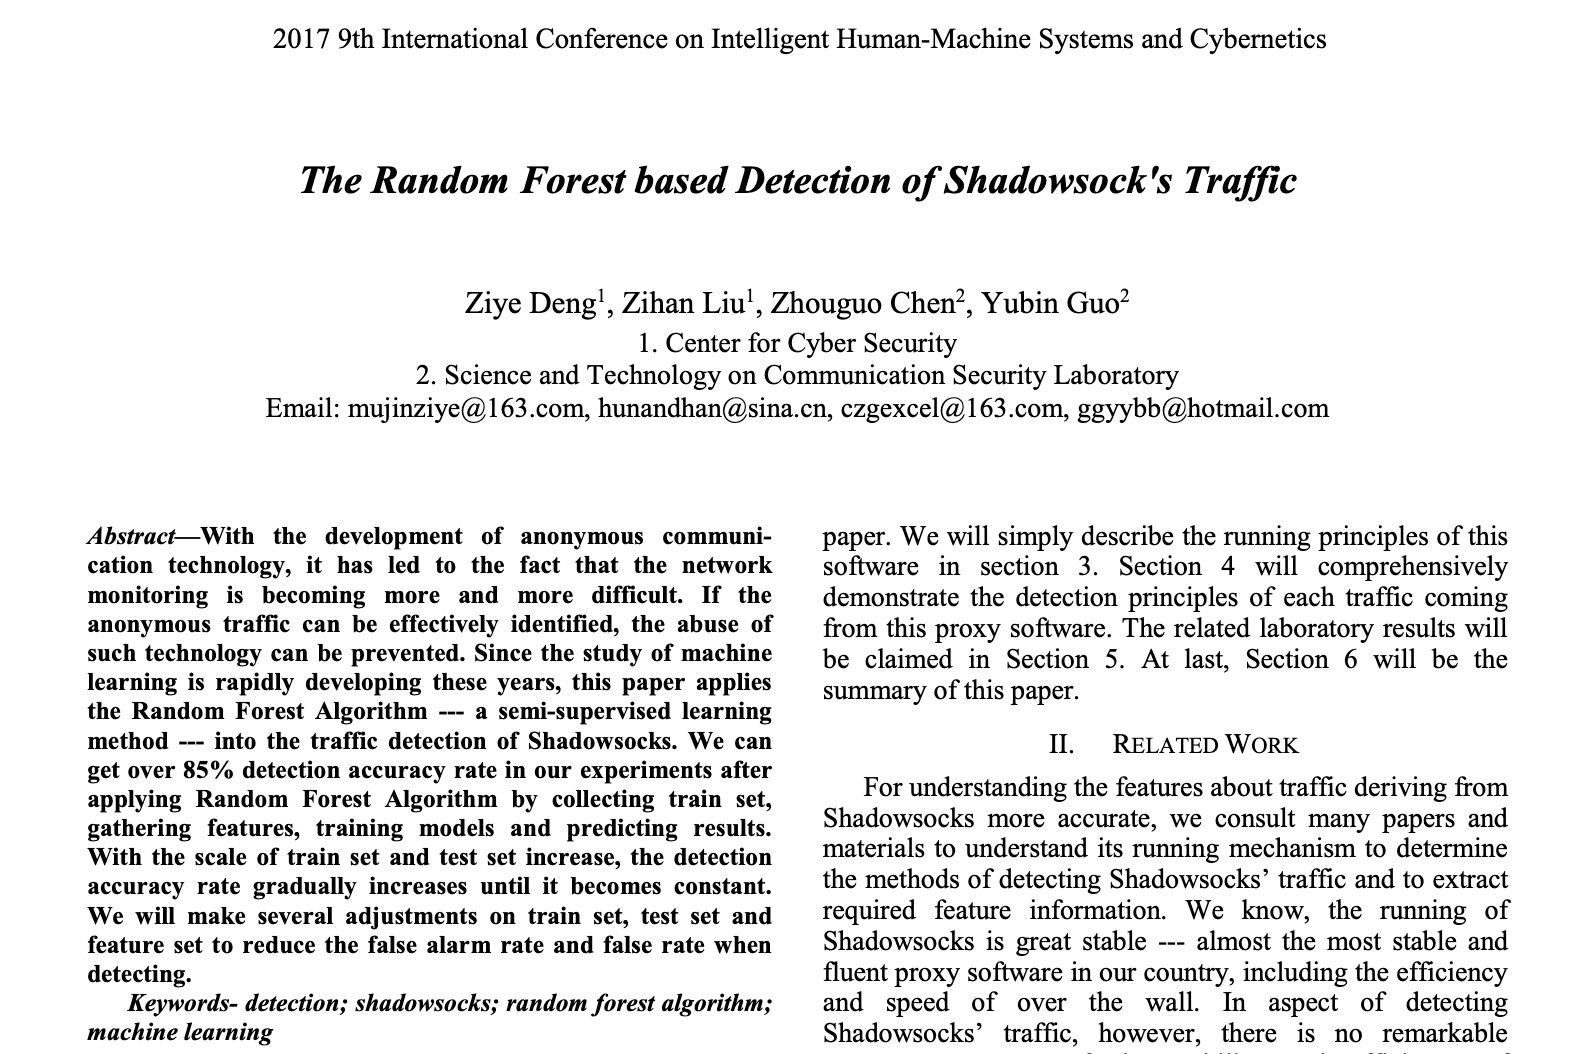 2017 9th International Conference on Intelligent Human-Machine Systems and Cybernetics
The Random Forest based Detection of Shadowsock's Traffic
Ziye Deng1, Zihan Liu1, Zhouguo Chen2, Yubin Guo2
1. Center for Cyber Security
2. Science and Technology on Communication Security Laboratory
Email: mujinziye@163.com, hunandhan@sina.cn, czgexcel@163.com, ggyybb@hotmail.com
Abstract—With the development of anonymous communi-
cation technology, it has led to the fact that the network
monitoring is becoming more and more difficult. If the
anonymous traffic can be effectively identified, the abuse of
such technology can be prevented. Since the study of machine
learning is rapidly developing these years, this paper applies
the Random Forest Algorithm --- a semi-supervised learning
method --- into the traffic detection of Shadowsocks. We can
get over 85% detection accuracy rate in our experiments after
applying Random Forest Algorithm by collecting train set,
gathering features, training models and predicting results.
With the scale of train set and test set increase, the detection
accuracy rate gradually increases until it becomes constant.
We will make several adjustments on train set, test set and
feature set to reduce the false alarm rate and false rate when
detecting.
Keywords- detection; shadowsocks; random forest algorithm;
machine learning
paper. We will simply describe the running principles of this
software in section 3. Section 4 will comprehensively
demonstrate the detection principles of each traffic coming
from this proxy software. The related laboratory results will
be claimed in Section 5. At last, Section 6 will be the
summary of this paper.
II. RELATED WORK
For understanding the features about traffic deriving from
Shadowsocks more accurate, we consult many papers and
materials to understand its running mechanism to determine
the methods of detecting Shadowsocks’ traffic and to extract
required feature information. We know, the running of
Shadowsocks is great stable --- almost the most stable and
fluent proxy software in our country, including the efficiency
and speed of over the wall. In aspect of detecting
Shadowsocks’ traffic, however, there is no remarkable